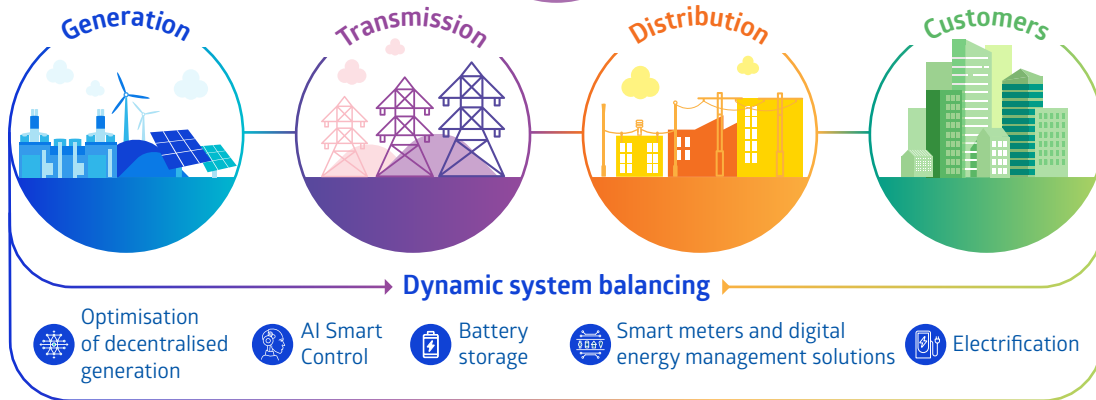 Generation
Transmission
Distribution
Customers
Dynamic system balancing
Optimisation
of decentralised
generation
AI Smart
Control
Battery
storage
Smart meters and digital
energy management solutions
Electrification